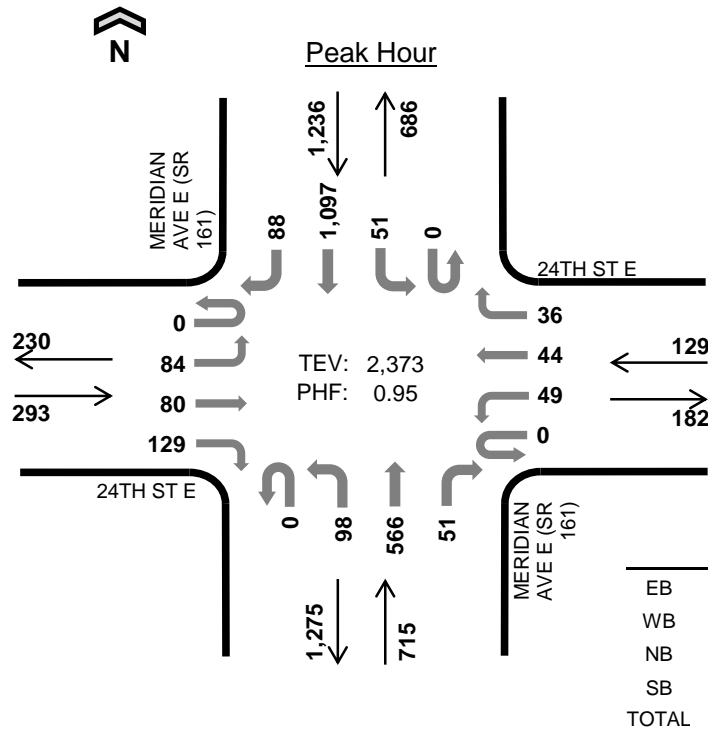 N
Peak Hour
1,236
686
MERIDIAN
AVE E (SR
161)
88
1,097
51
0
24TH ST E
0
84
80
129
230
293
TEV: 2,373
PHF: 0.95
36
44
49
0
129
182
24TH ST E
0
98
566
51
MERIDIAN
AVE E (SR
161)
1,275
715
EB
WB
NB
SB
TOTAL